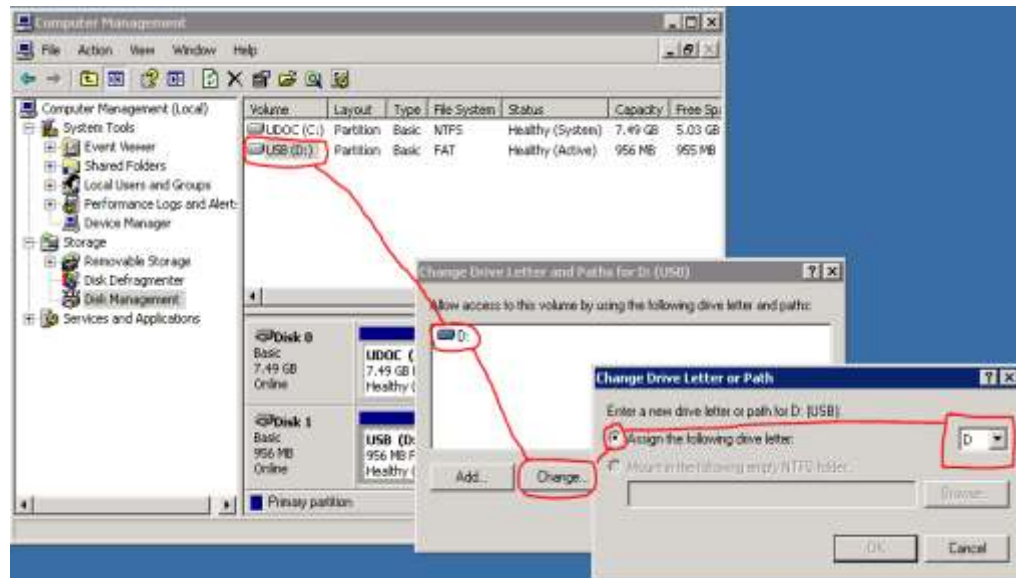 Computer Management
File Action View Window Help
Computer Management (Local)
System Tools
Event Viewer
Shared Folders
Local Users and Groups
Performance Logs and Alert:
Device Manager
Storage
Removable Storage
Disk Defragmenter
Disk Management
Services and Applications
Volume Layout Type File System Status Capacity Free Sp
UDOC (C:) Partition Basic NTFS Healthy (System) 7.49 GB 5.03 GB
USB (D:) Partition Basic FAT Healthy (Active) 956 MB 955 MB
Disk 0
Basic
7.49 GB
Online
UDOC (
7.49 GB
Healthy (
Disk 1
Basic
956 MB
Online
USB (D:
956 MB F
Healthy (
Primary partition
Change Drive Letter and Paths for D: (USB)
Allow access to this volume by using the following drive letter and paths:
D:
Add...
Change...
Change Drive Letter or Path
Enter a new drive letter or path for D: (USB).
Assign the following drive letter:
D
Mount in the following empty NTFS folder:
Browse...
OK
Cancel